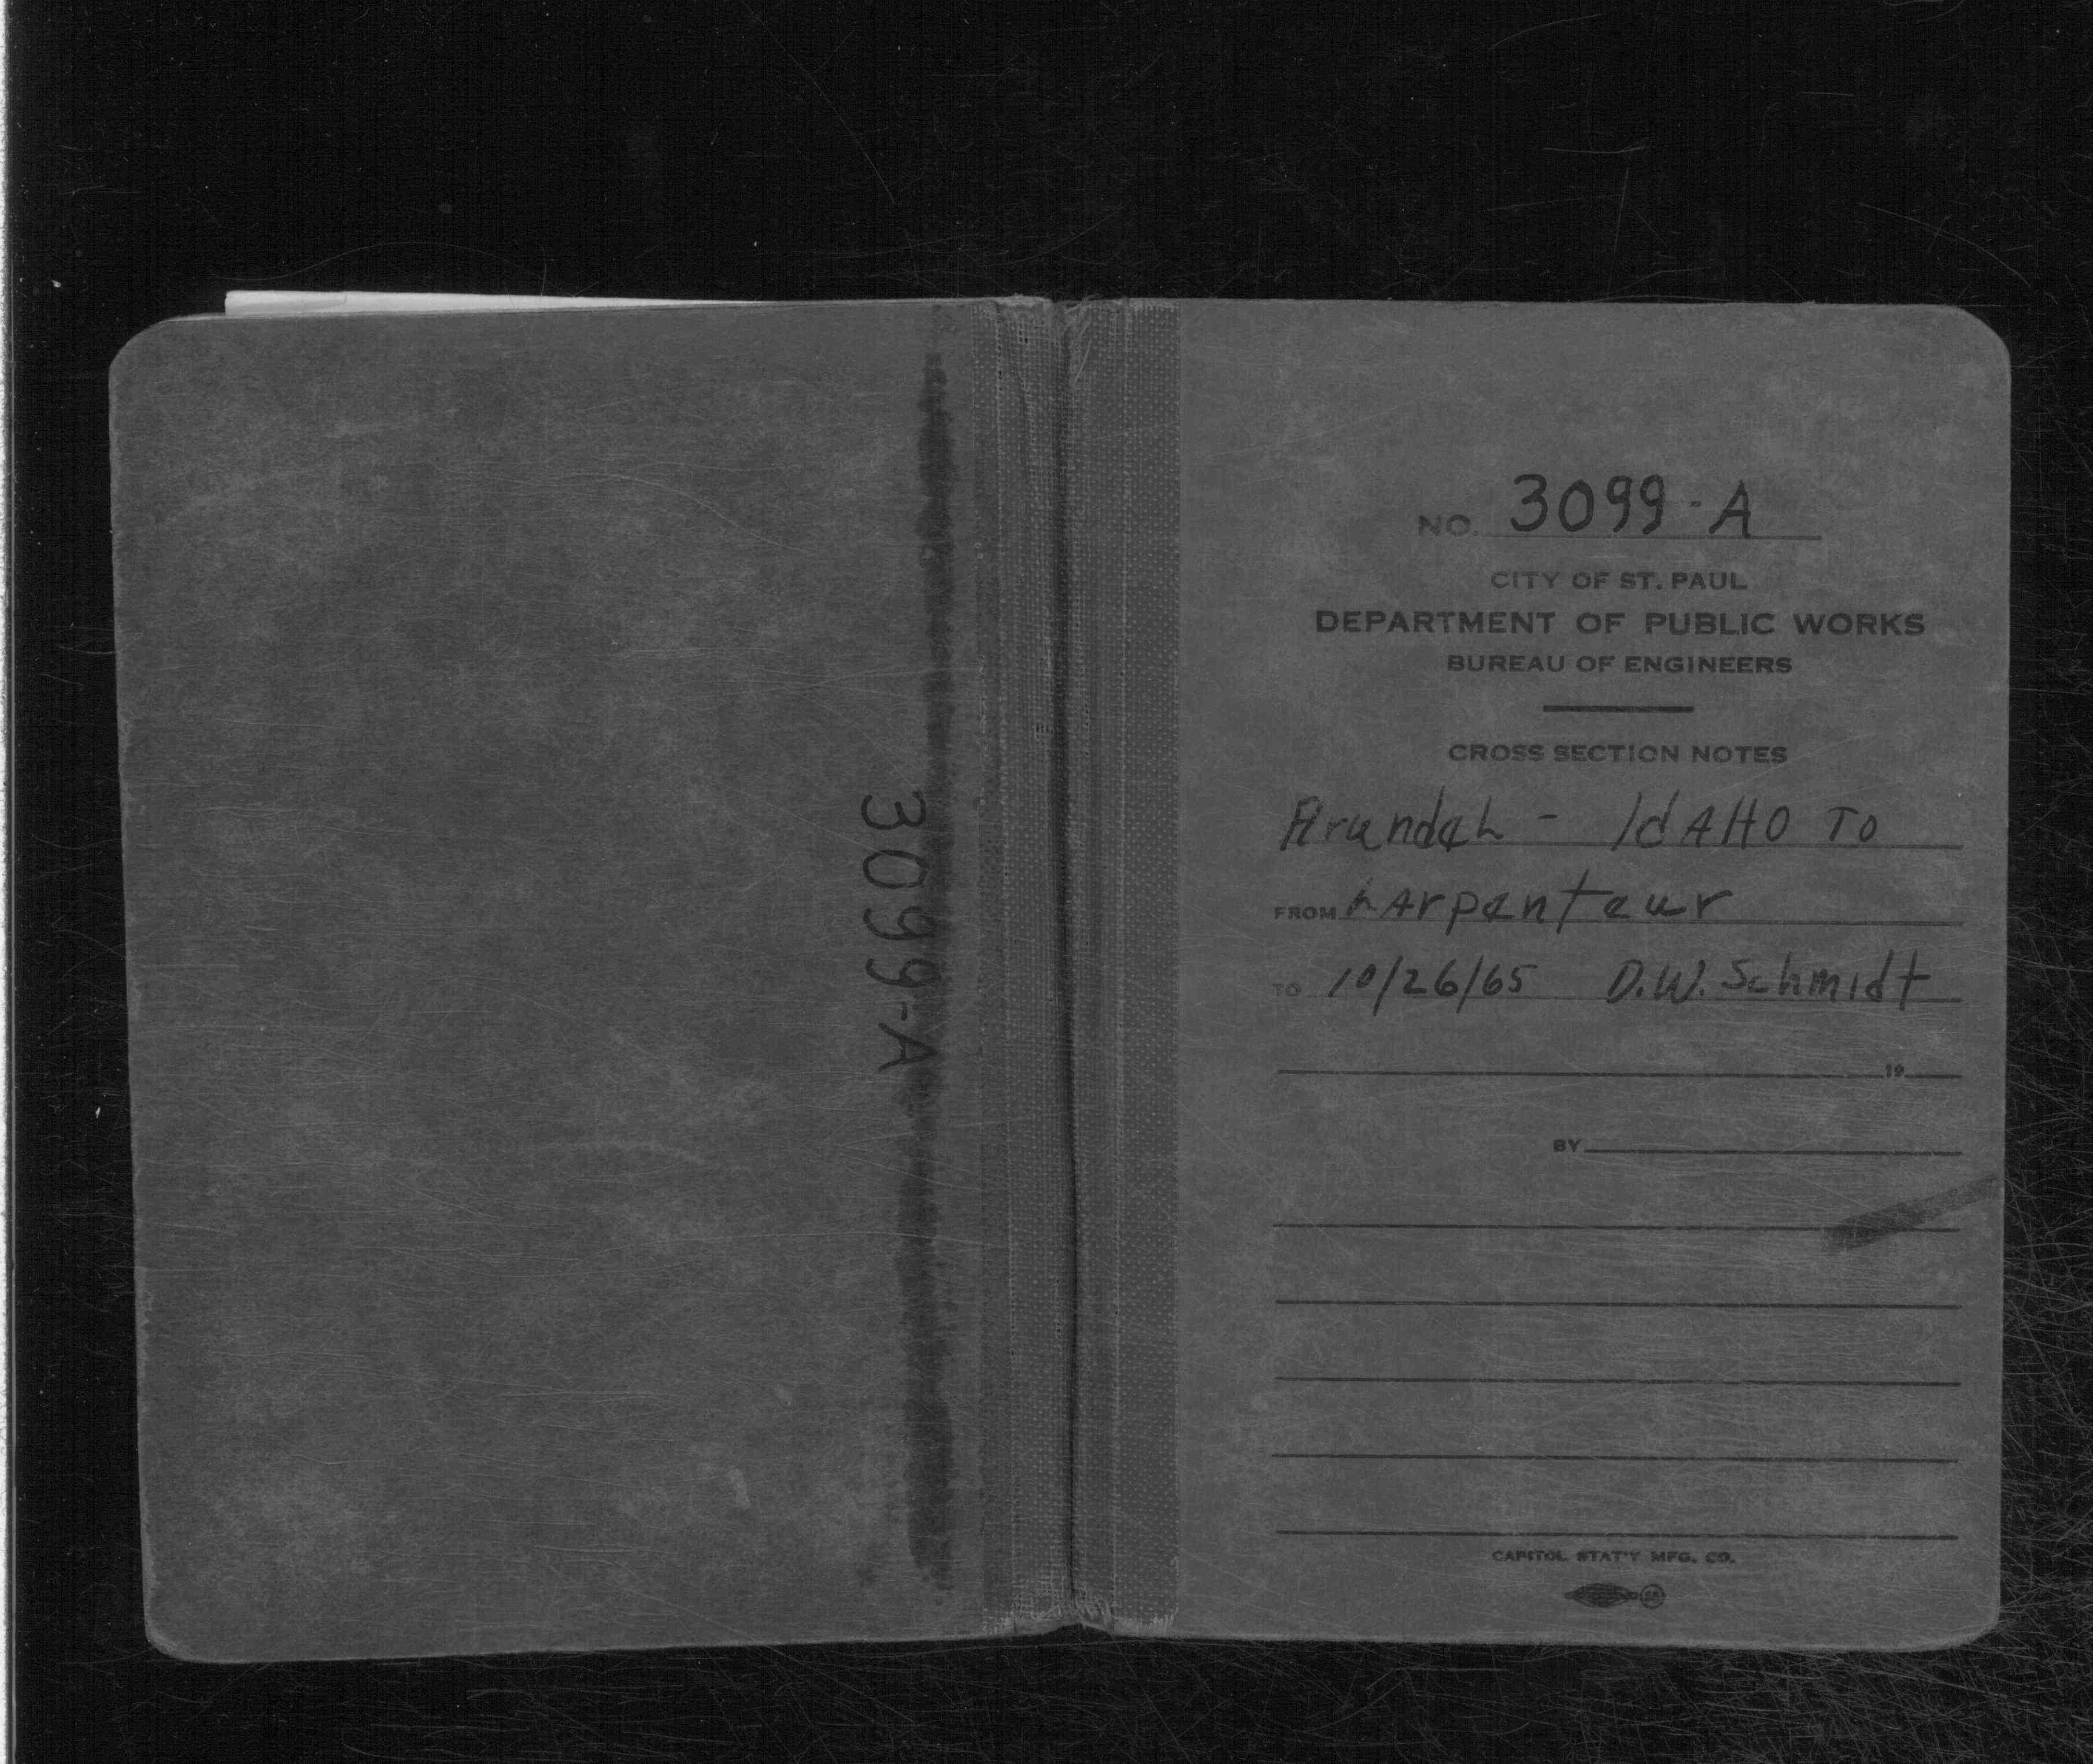 3099-A
NO. 3099-A
CITY OF ST. PAUL
DEPARTMENT OF PUBLIC WORKS
BUREAU OF ENGINEERS
CROSS SECTION NOTES
Arundel - IdAHO TO
FROM LArpenteur
TO 10/26/65 D.W. Schmidt
19
BY
CAPITOL STAT'Y MFG. CO.